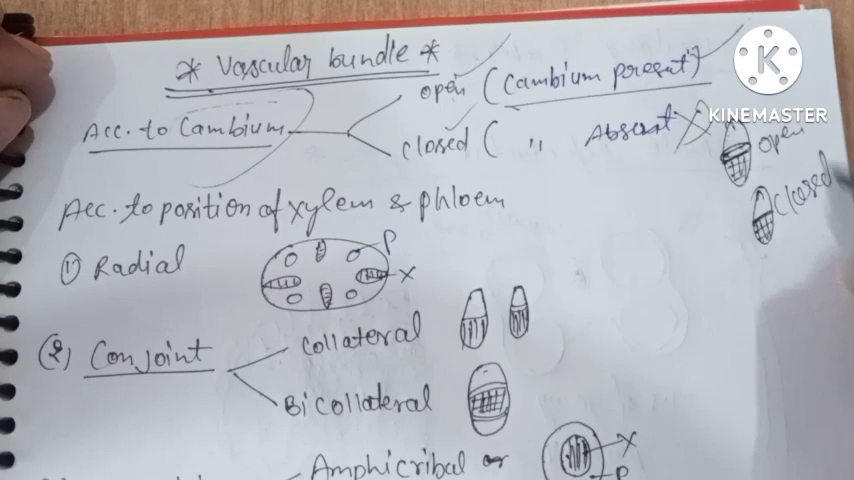 * Vascular bundle *
Acc. to Cambium
open (Cambium present)
closed ( " Absent)
open
closed
Acc. to position of xylem & phloem
(1) Radial
P
X
(2) Conjoint
Collateral
Bicollateral
Amphicribal or
X
P
K
KINEMASTER